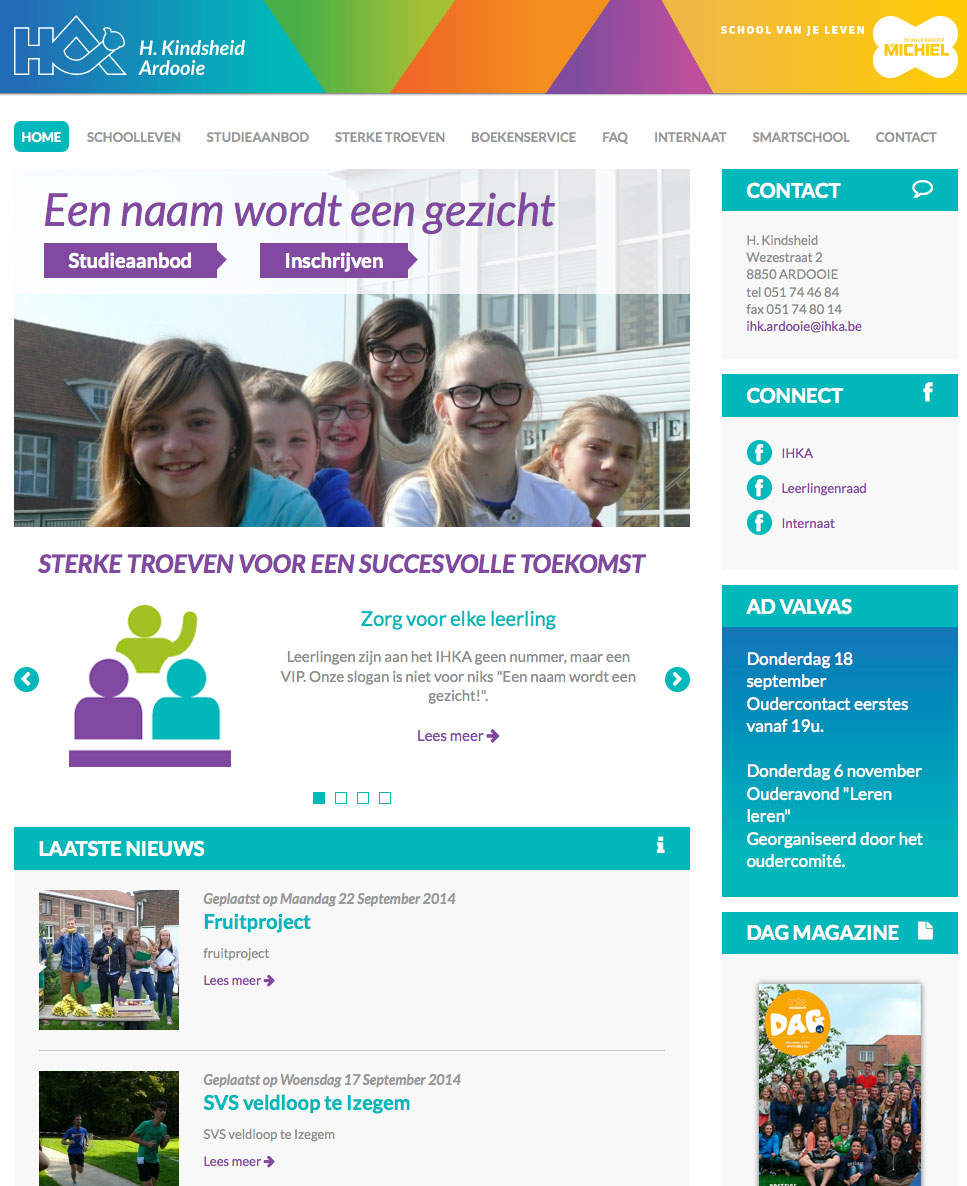 H. Kindsheid
Ardooie
SCHOOL VAN JE LEVEN
SCHOLENGROEP
MICHIEL
HOME SCHOOLLEVEN STUDIEAANBOD STERKE TROEVEN BOEKENSERVICE FAQ INTERNAAT SMARTSCHOOL CONTACT
Een naam wordt een gezicht
Studieaanbod Inschrijven
STERKE TROEVEN VOOR EEN SUCCESVOLLE TOEKOMST
Zorg voor elke leerling
Leerlingen zijn aan het IHKA geen nummer, maar een
VIP. Onze slogan is niet voor niks "Een naam wordt een
gezicht!".
Lees meer
LAATSTE NIEUWS
Geplaatst op Maandag 22 September 2014
Fruitproject
fruitproject
Lees meer
Geplaatst op Woensdag 17 September 2014
SVS veldloop te Izegem
SVS veldloop te Izegem
Lees meer
CONTACT
H. Kindsheid
Wezestraat 2
8850 ARDOOIE
tel 051 74 46 84
fax 051 74 80 14
ihk.ardooie@ihka.be
CONNECT
IHKA
Leerlingenraad
Internaat
AD VALVAS
Donderdag 18
september
Oudercontact eerstes
vanaf 19u.
Donderdag 6 november
Ouderavond "Leren
leren"
Georganiseerd door het
oudercomité.
DAG MAGAZINE
DAG